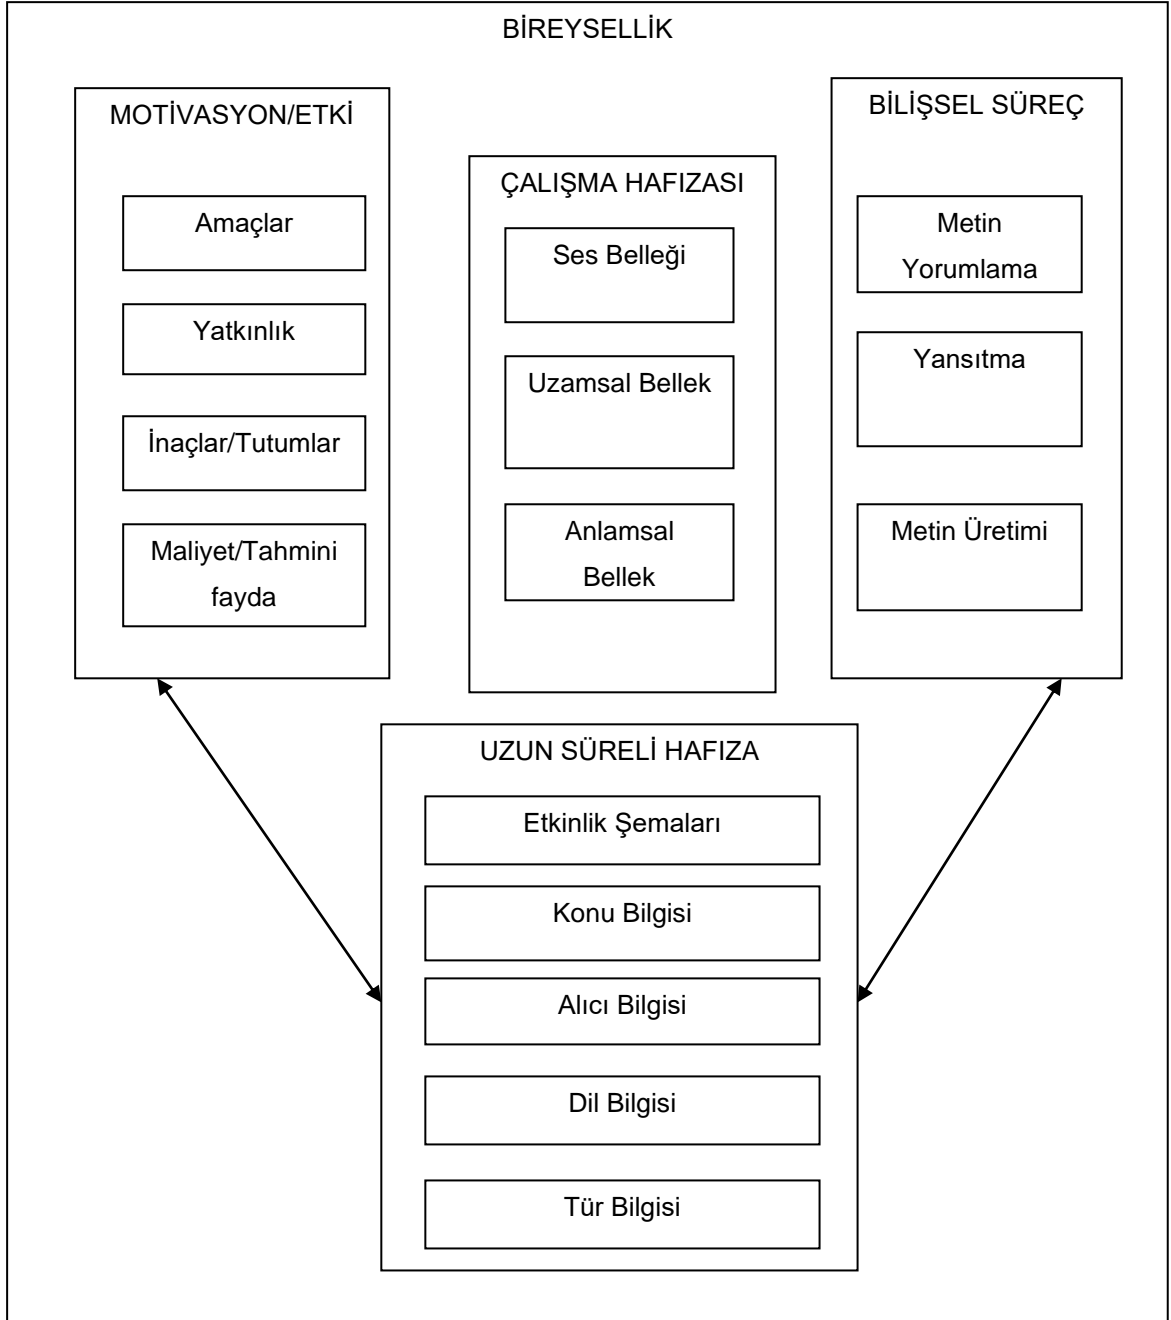 BİREYSELLİK
MOTİVASYON/ETKİ
Amaçlar
Yatkınlık
İnaçlar/Tutumlar
Maliyet/Tahmini
fayda
ÇALIŞMA HAFIZASI
Ses Belleği
Uzamsal Bellek
Anlamsal
Bellek
BİLİŞSEL SÜREÇ
Metin
Yorumlama
Yansıtma
Metin Üretimi
UZUN SÜRELİ HAFIZA
Etkinlik Şemaları
Konu Bilgisi
Alıcı Bilgisi
Dil Bilgisi
Tür Bilgisi